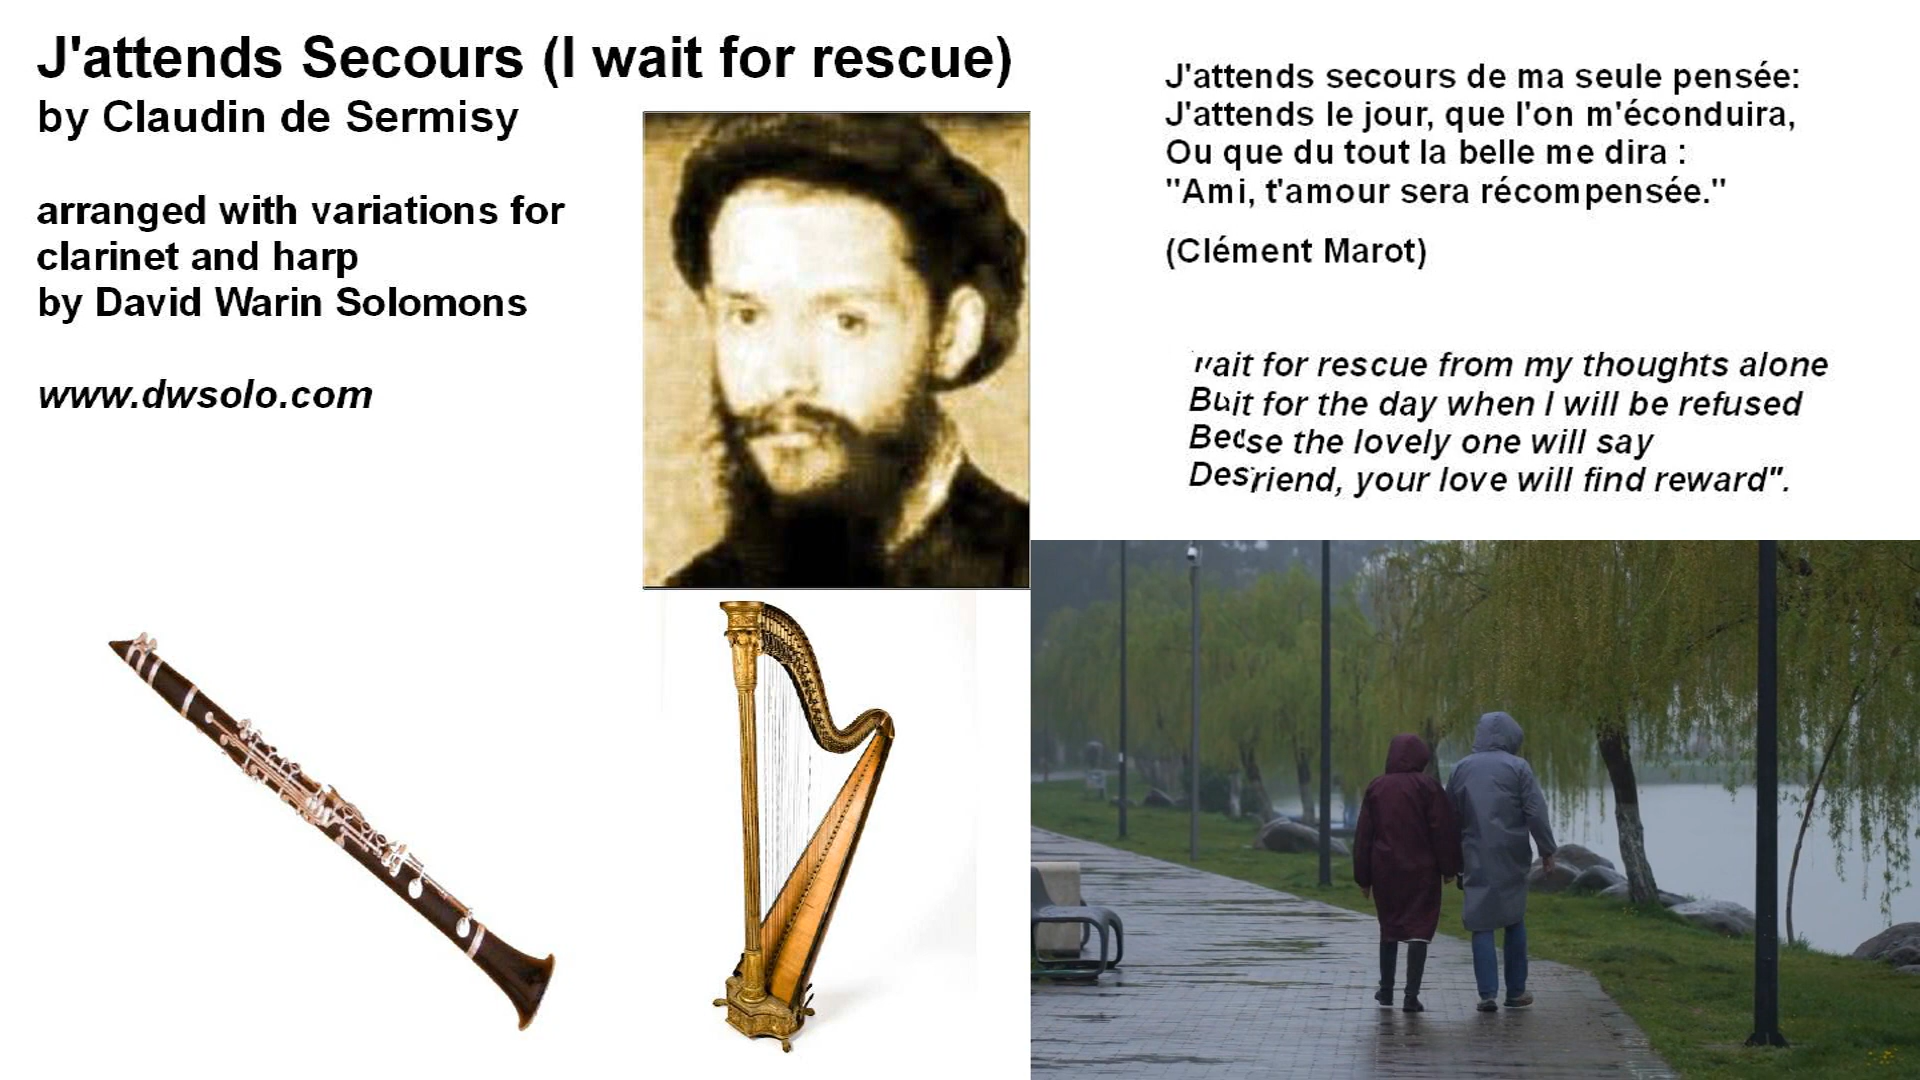 J'attends Secours (I wait for rescue)
by Claudin de Sermisy
arranged with variations for
clarinet and harp
by David Warin Solomons
www.dwsolo.com
J'attends secours de ma seule pensée:
J'attends le jour, que l'on m'éconduira,
Ou que du tout la belle me dira :
"Ami, t'amour sera récompensée."
(Clément Marot)
for rescue from my thoughts alone
for the day when I will be refused
the lovely one will say
your love will find reward".